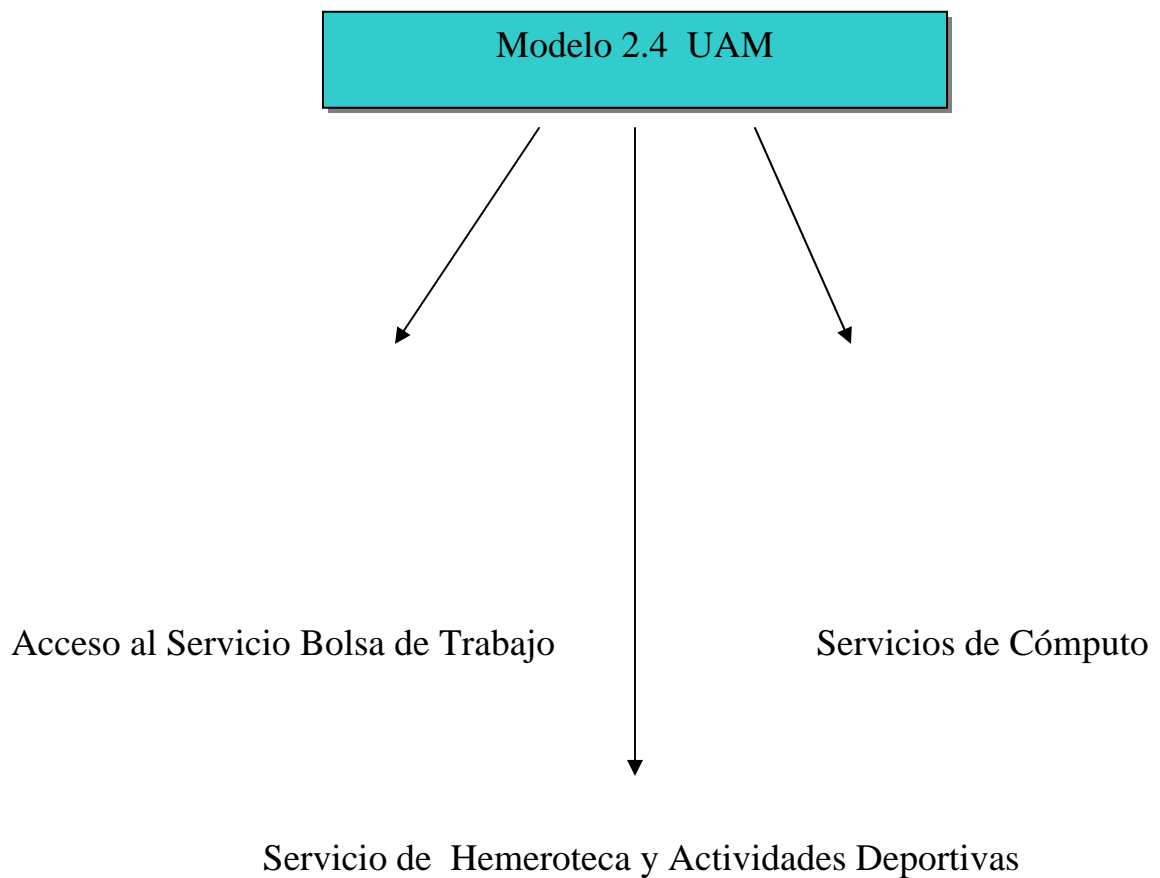 Modelo 2.4 UAM
Acceso al Servicio Bolsa de Trabajo
Servicios de Cómputo
Servicio de Hemeroteca y Actividades Deportivas